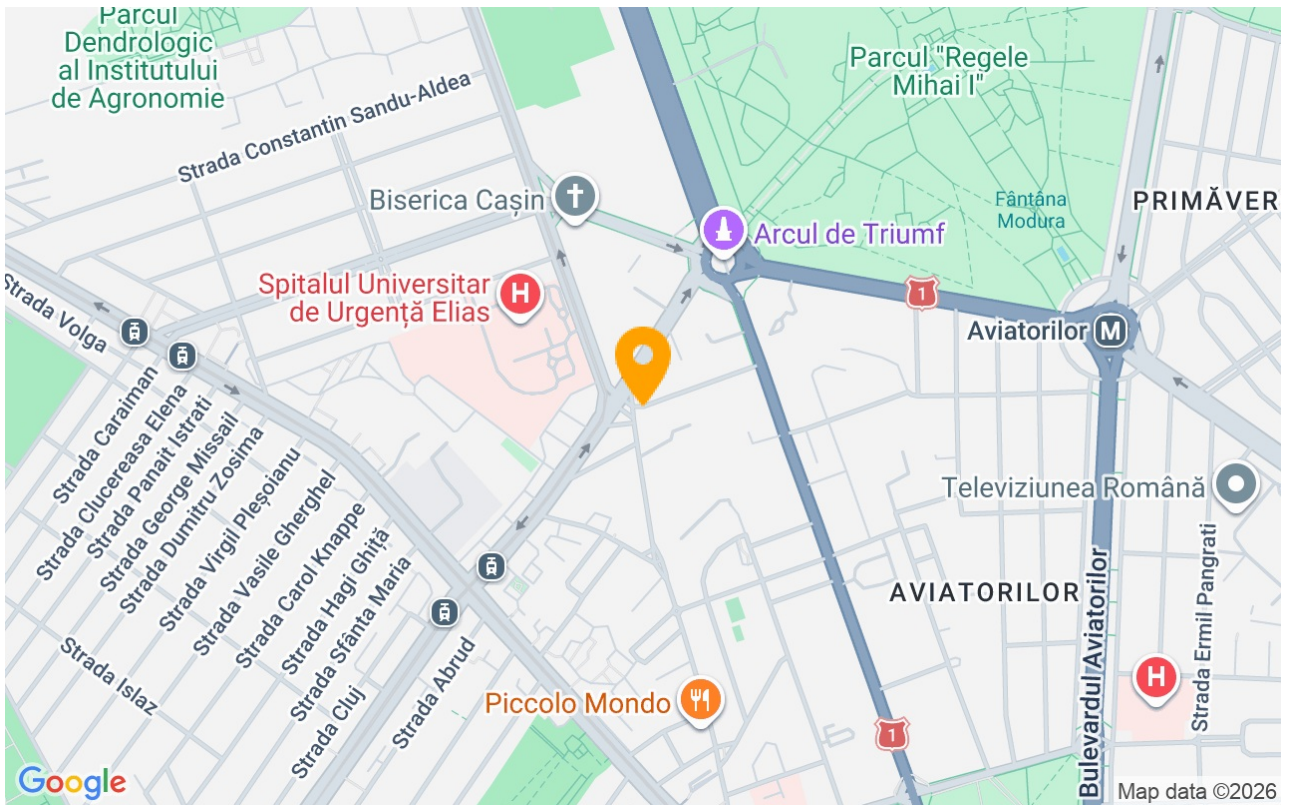 Parcul
Dendrologic
al Institutului
de Agronomie
Parcul "Regele
Mihai I"
Strada Constantin Sandu-Aldea
Biserica Cașin
Fântâna
Modura
PRIMĂVER
Arcul de Triumf
Spitalul Universitar
de Urgență Elias
H
1
Aviatorilor
M
Strada Volga
Strada Caraiman
Strada Clucereasa Elena
Strada Panait Istrati
Strada George Missail
Strada Dumitru Zosima
Strada Virgil Pleșoianu
Strada Vasile Gherghel
Strada Carol Knappe
Strada Hagi Ghiță
Strada Sfânta Maria
Strada Cluj
Strada Abrud
Strada Islaz
Televiziunea Română
AVIATORILOR
Bulevardul Aviatorilor
Strada Ermil Pangrati
H
Piccolo Mondo
1
Google
Map data ©2026